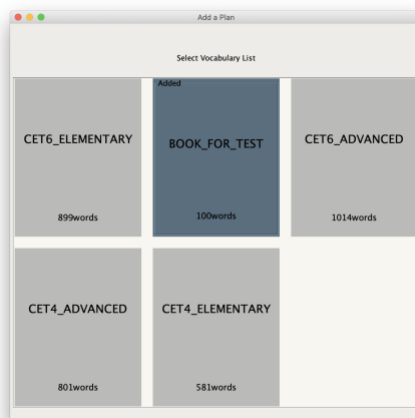 Add a Plan
Select Vocabulary List
CET6_ELEMENTARY
899words
Added
BOOK_FOR_TEST
100words
CET6_ADVANCED
1014words
CET4_ADVANCED
801words
CET4_ELEMENTARY
581words